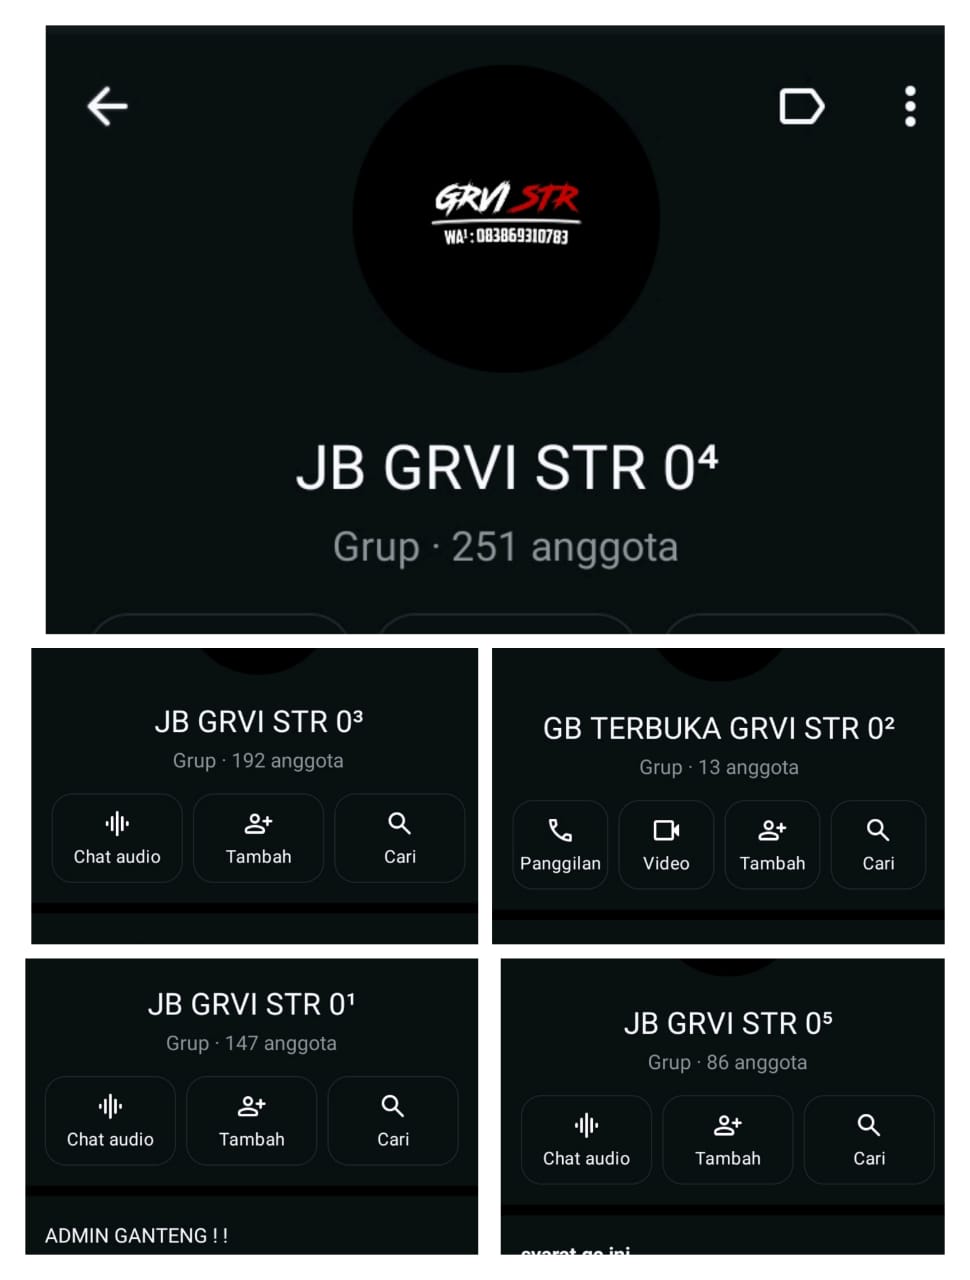 GRVI STR
WA¹: 083869310783
JB GRVI STR 0⁴
Grup · 251 anggota
JB GRVI STR 0³
Grup · 192 anggota
Chat audio
Tambah
Cari
GB TERBUKA GRVI STR 0²
Grup · 13 anggota
Panggilan
Video
Tambah
Cari
JB GRVI STR 0¹
Grup · 147 anggota
Chat audio
Tambah
Cari
ADMIN GANTENG ! !
JB GRVI STR 0⁵
Grup · 86 anggota
Chat audio
Tambah
Cari